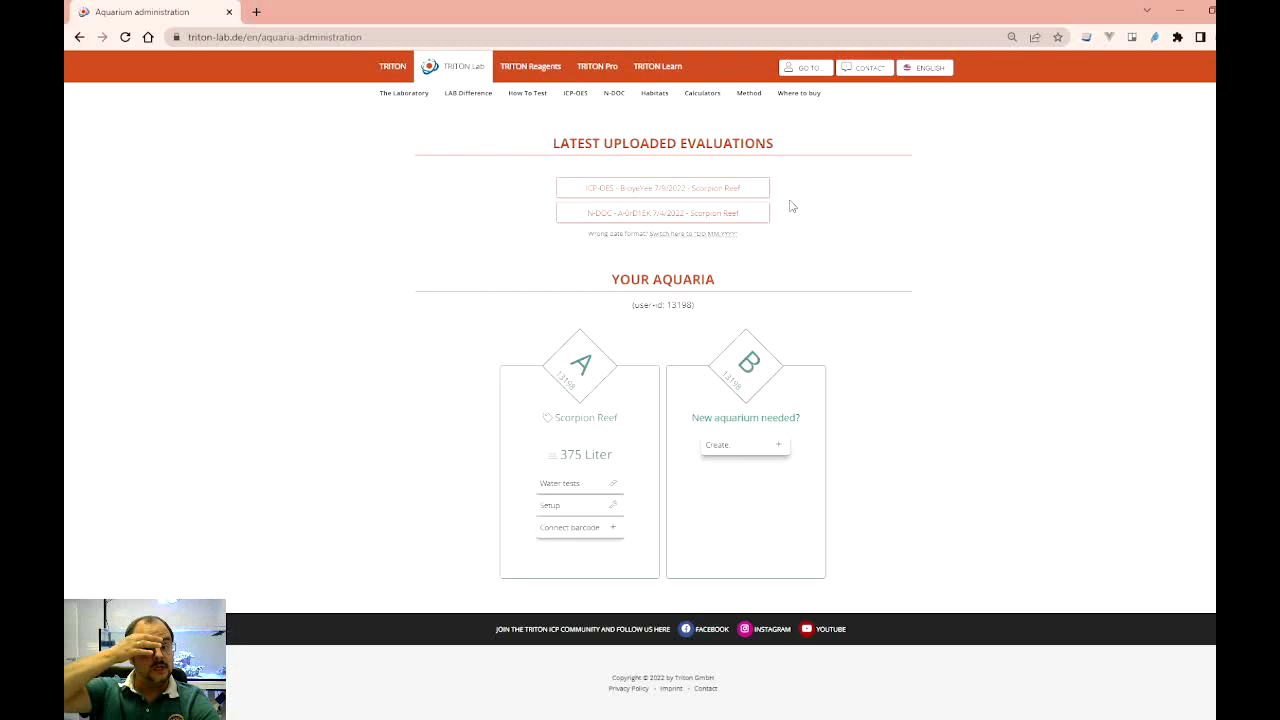 Aquarium administration
triton-lab.de/en/aquaria-administration
TRITON TRITON Lab TRITON Reagents TRITON Pro TRITON Learn GO TO... CONTACT ENGLISH
The Laboratory LAB Difference How To Test ICP-OES N-DOC Habitats Calculators Method Where to buy
LATEST UPLOADED EVALUATIONS
7/9/2022 - Scorpion Reef
7/4/2022 - Scorpion Reef
Wrong date format? Switch here to "DD.MM.YYYY"
YOUR AQUARIA
(user-id: 13198)
A
13198
Scorpion Reef
375 Liter
Water tests
Setup
Connect barcode +
B
13198
New aquarium needed?
Create. +
JOIN THE TRITON ICP COMMUNITY AND FOLLOW US HERE FACEBOOK INSTAGRAM YOUTUBE
Copyright © 2022 by Triton GmbH
Privacy Policy - Imprint - Contact